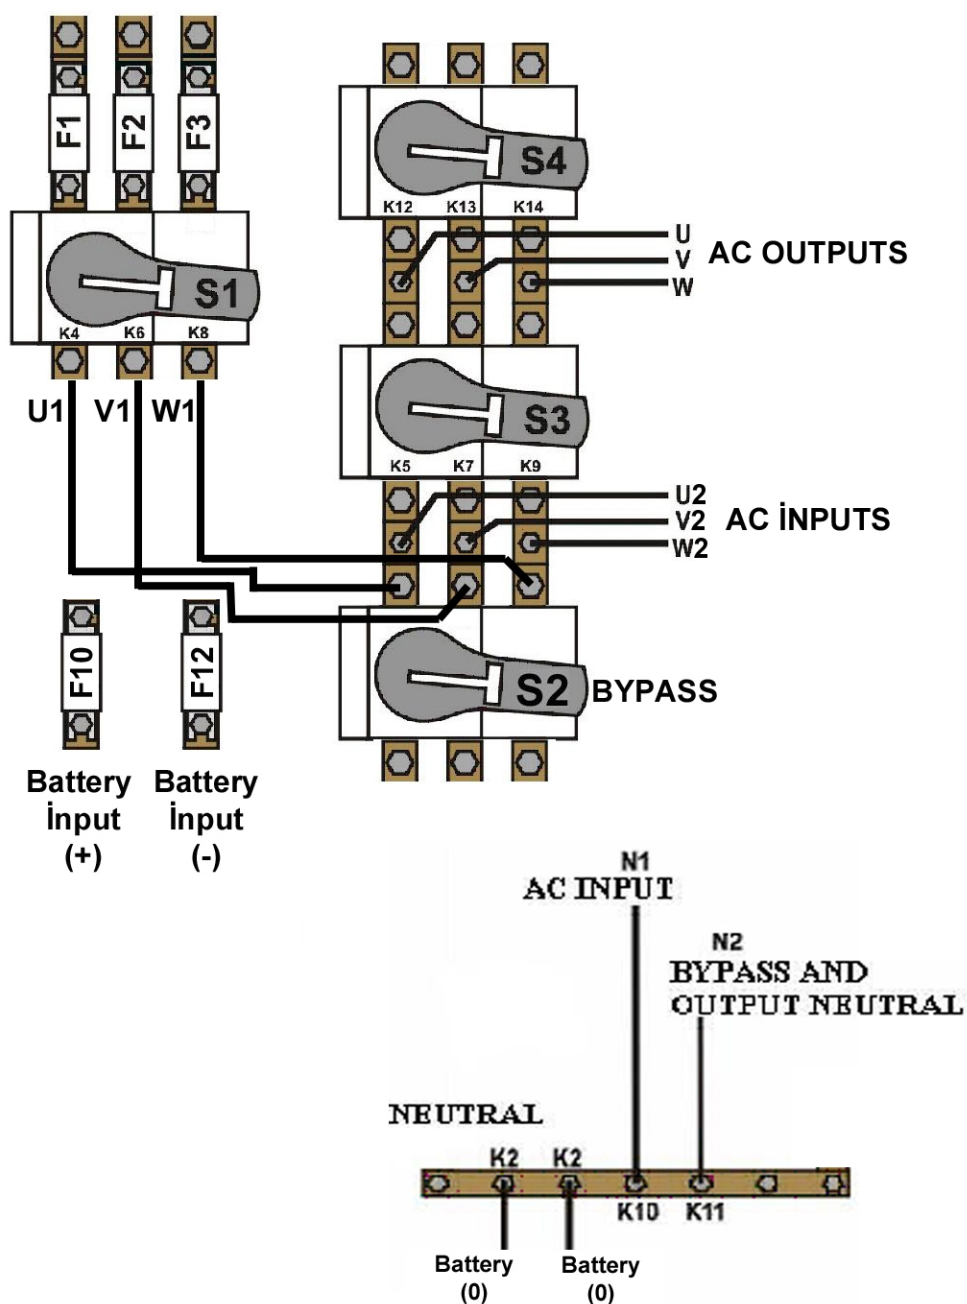 F1 F2 F3
S1
K4 K6 K8
U1 V1 W1
S4
K12 K13 K14
U
V
W
AC OUTPUTS
S3
K5 K7 K9
U2
V2
W2
AC İNPUTS
S2 BYPASS
F10 F12
Battery
İnput
(+)
Battery
İnput
(-)
N1
AC INPUT
N2
BYPASS AND
OUTPUT NEUTRAL
NEUTRAL
K2 K2
K10 K11
Battery
(0)
Battery
(0)